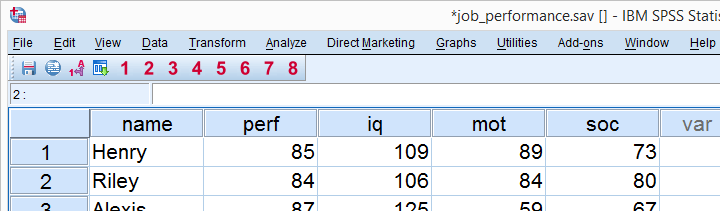 *job_performance.sav [] - IBM SPSS Statis
File Edit View Data Transform Analyze Direct Marketing Graphs Utilities Add-ons Window Help
1 2 3 4 5 6 7 8
2 :
name perf iq mot soc var
1 Henry 85 109 89 73
2 Riley 84 106 84 80
3 Alexis 87 125 59 67